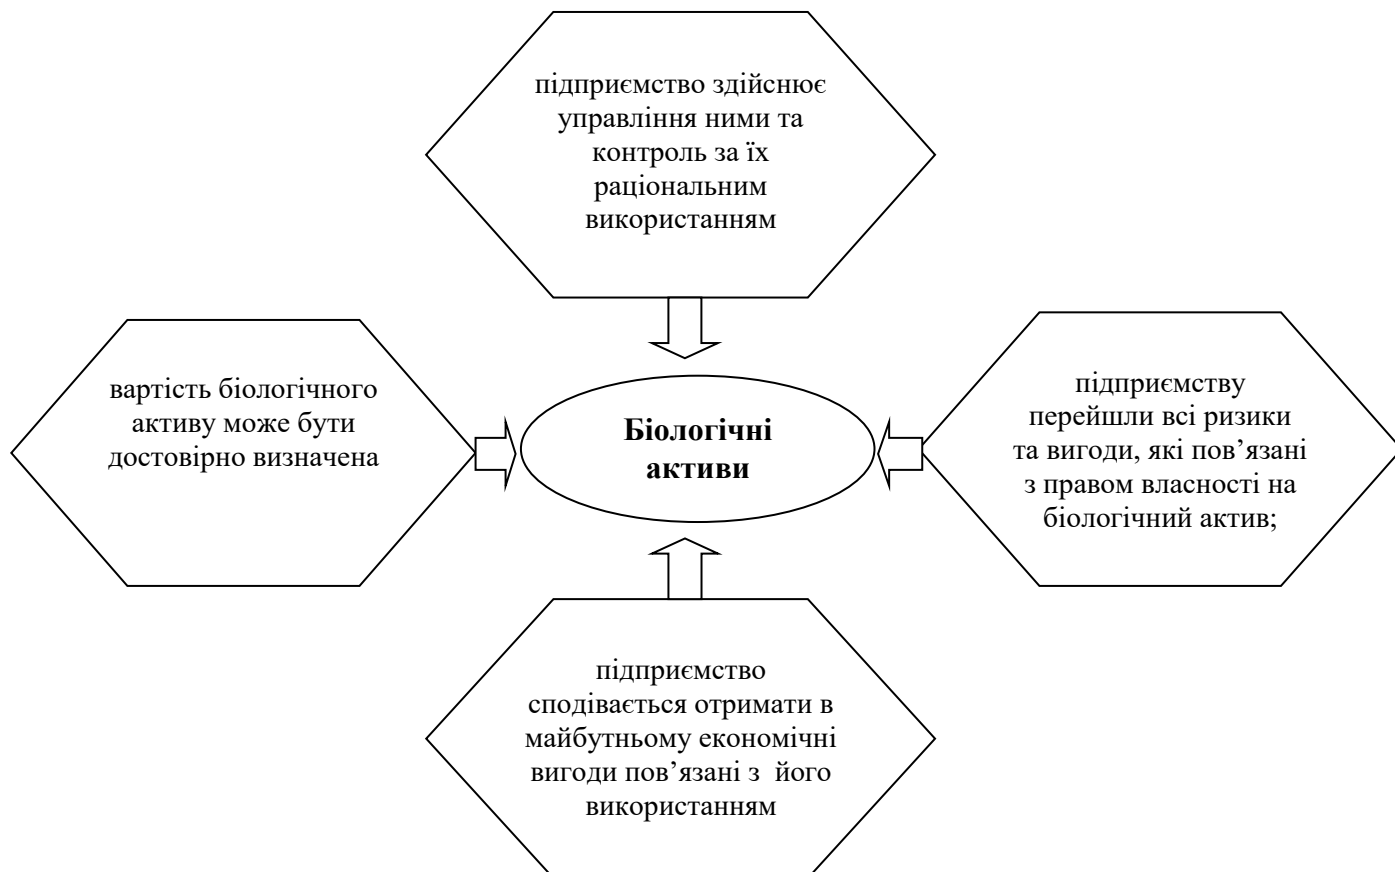 підприємство здійснює
управління ними та
контроль за їх
раціональним
використанням
вартість біологічного
активу може бути
достовірно визначена
Біологічні
активи
підприємству
перейшли всі ризики
та вигоди, які пов’язані
з правом власності на
біологічний актив;
підприємство
сподівається отримати в
майбутньому економічні
вигоди пов’язані з його
використанням